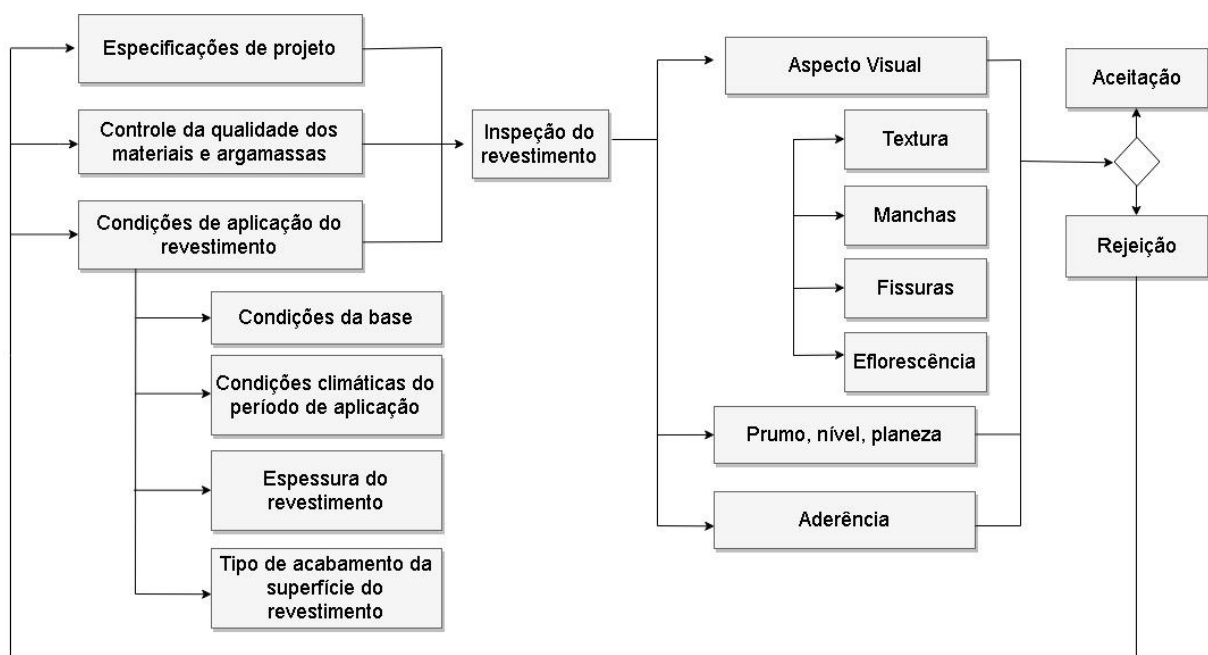 Especificações de projeto
Controle da qualidade dos
materiais e argamassas
Condições de aplicação do
revestimento
Condições da base
Condições climáticas do
período de aplicação
Espessura do
revestimento
Tipo de acabamento da
superfície do
revestimento
Inspeção do
revestimento
Aspecto Visual
Textura
Manchas
Fissuras
Eflorescência
Prumo, nível, planeza
Aderência
Aceitação
Rejeição